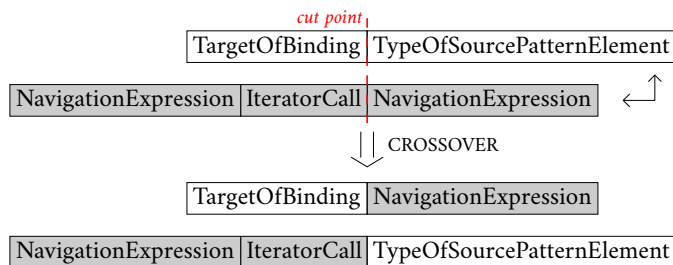 cut point
TargetOfBinding TypeOfSourcePatternElement
NavigationExpression IteratorCall NavigationExpression
CROSSOVER
TargetOfBinding NavigationExpression
NavigationExpression IteratorCall TypeOfSourcePatternElement